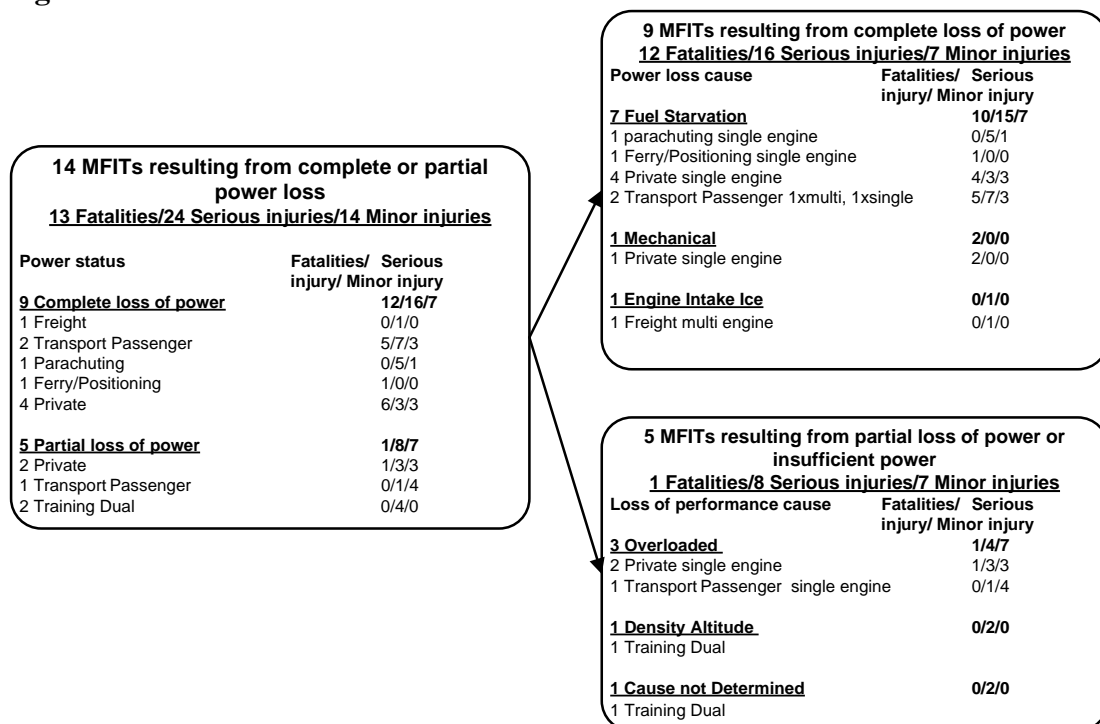 14 MFITs resulting from complete or partial
power loss
13 Fatalities/24 Serious injuries/14 Minor injuries
Power status Fatalities/ Serious
injury/ Minor injury
9 Complete loss of power 12/16/7
1 Freight 0/1/0
2 Transport Passenger 5/7/3
1 Parachuting 0/5/1
1 Ferry/Positioning 1/0/0
4 Private 6/3/3
5 Partial loss of power 1/8/7
2 Private 1/3/3
1 Transport Passenger 0/1/4
2 Training Dual 0/4/0
9 MFITs resulting from complete loss of power
12 Fatalities/16 Serious injuries/7 Minor injuries
Power loss cause Fatalities/ Serious
injury/ Minor injury
7 Fuel Starvation 10/15/7
1 parachuting single engine 0/5/1
1 Ferry/Positioning single engine 1/0/0
4 Private single engine 4/3/3
2 Transport Passenger 1xmulti, 1xsingle 5/7/3
1 Mechanical 2/0/0
1 Private single engine 2/0/0
1 Engine Intake Ice 0/1/0
1 Freight multi engine 0/1/0
5 MFITs resulting from partial loss of power or
insufficient power
1 Fatalities/8 Serious injuries/7 Minor injuries
Loss of performance cause Fatalities/ Serious
injury/ Minor injury
3 Overloaded 1/4/7
2 Private single engine 1/3/3
1 Transport Passenger single engine 0/1/4
1 Density Altitude 0/2/0
1 Training Dual
1 Cause not Determined 0/2/0
1 Training Dual